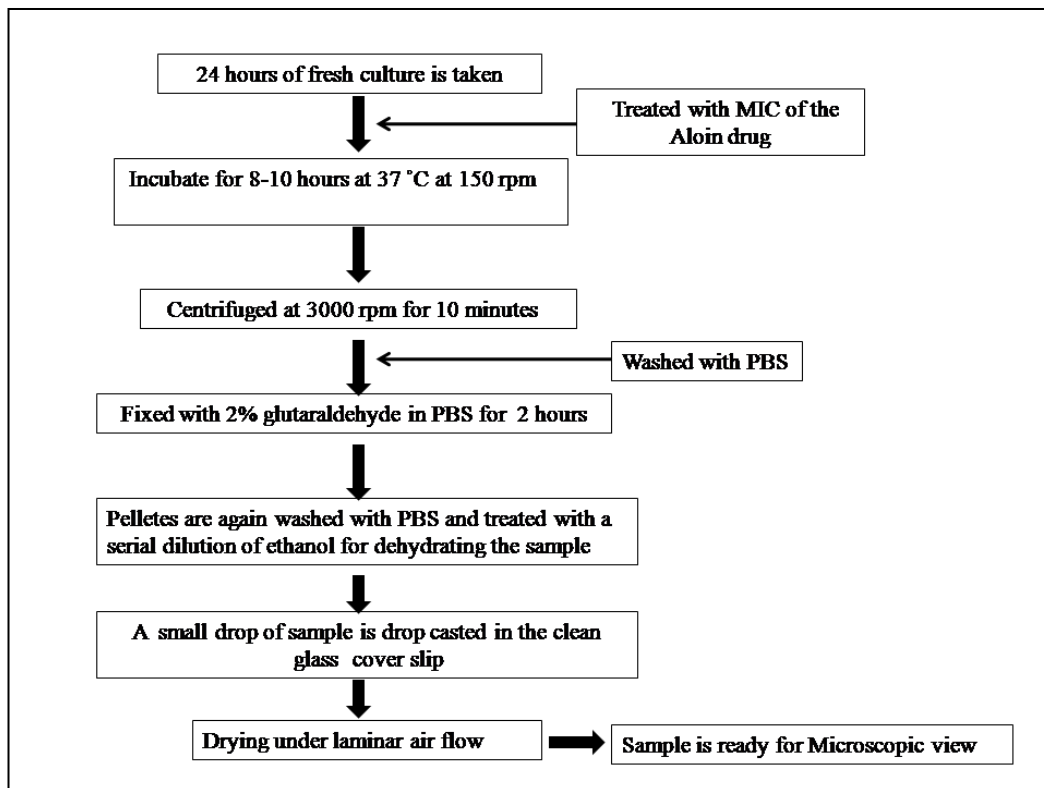 24 hours of fresh culture is taken
Treated with MIC of the
Aloin drug
Incubate for 8-10 hours at 37 °C at 150 rpm
Centrifuged at 3000 rpm for 10 minutes
Washed with PBS
Fixed with 2% glutaraldehyde in PBS for 2 hours
Pelletes are again washed with PBS and treated with a
serial dilution of ethanol for dehydrating the sample
A small drop of sample is drop casted in the clean
glass cover slip
Drying under laminar air flow
Sample is ready for Microscopic view